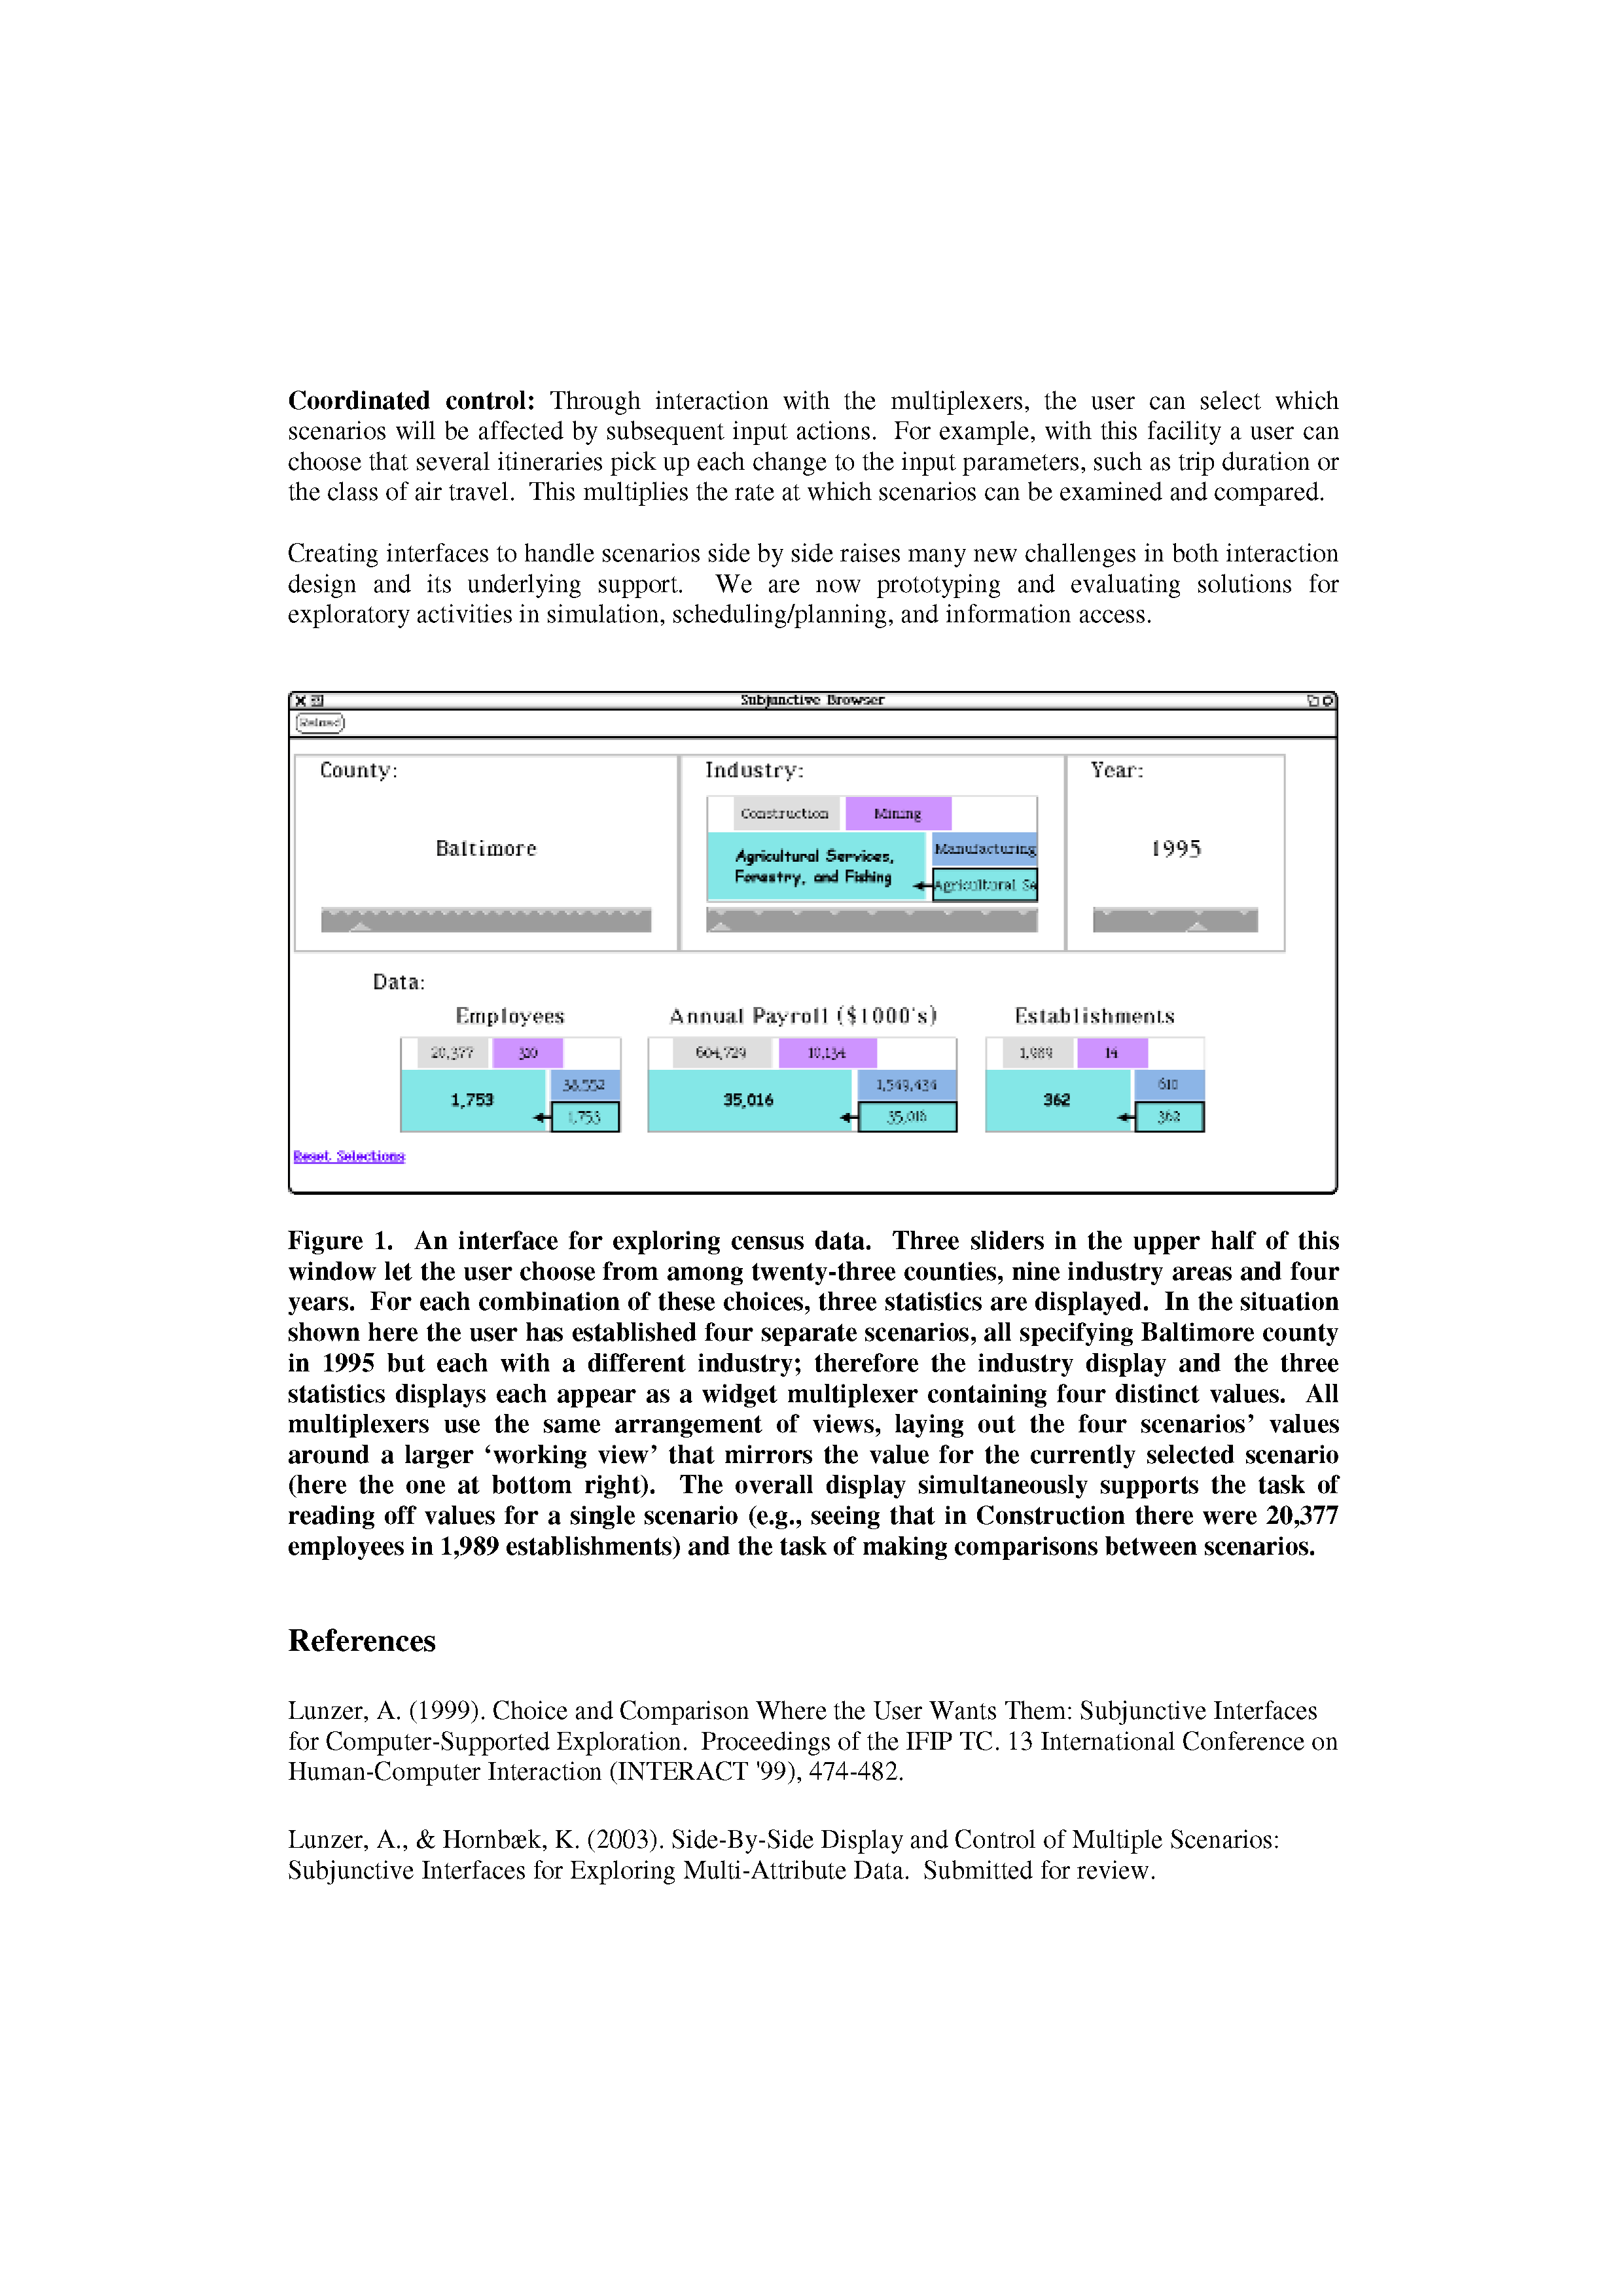 Coordinated control: Through interaction with the multiplexers, the user can select which
scenarios will be affected by subsequent input actions. For example, with this facility a user can
choose that several itineraries pick up each change to the input parameters, such as trip duration or
the class of air travel. This multiplies the rate at which scenarios can be examined and compared.
Creating interfaces to handle scenarios side by side raises many new challenges in both interaction
design and its underlying support. We are now prototyping and evaluating solutions for
exploratory activities in simulation, scheduling/planning, and information access.
Subjunctive Browser
County:
Industry:
Year:
Construction Mining
Baltimore
Agricultural Services,
Forestry, and Fishing
Manufacturing
Agricultural Se
1995
Data:
Employees
Annual Payroll ($1000's)
Establishments
20,377 320
604,729 10,134
1,989 14
1,753 38,552
1,753
35,016 1,549,434
35,016
362 610
362
Reset Selections
Figure 1. An interface for exploring census data. Three sliders in the upper half of this
window let the user choose from among twenty-three counties, nine industry areas and four
years. For each combination of these choices, three statistics are displayed. In the situation
shown here the user has established four separate scenarios, all specifying Baltimore county
in 1995 but each with a different industry; therefore the industry display and the three
statistics displays each appear as a widget multiplexer containing four distinct values. All
multiplexers use the same arrangement of views, laying out the four scenarios’ values
around a larger ‘working view’ that mirrors the value for the currently selected scenario
(here the one at bottom right). The overall display simultaneously supports the task of
reading off values for a single scenario (e.g., seeing that in Construction there were 20,377
employees in 1,989 establishments) and the task of making comparisons between scenarios.
References
Lunzer, A. (1999). Choice and Comparison Where the User Wants Them: Subjunctive Interfaces
for Computer-Supported Exploration. Proceedings of the IFIP TC. 13 International Conference on
Human-Computer Interaction (INTERACT '99), 474-482.
Lunzer, A., & Hornbæk, K. (2003). Side-By-Side Display and Control of Multiple Scenarios:
Subjunctive Interfaces for Exploring Multi-Attribute Data. Submitted for review.